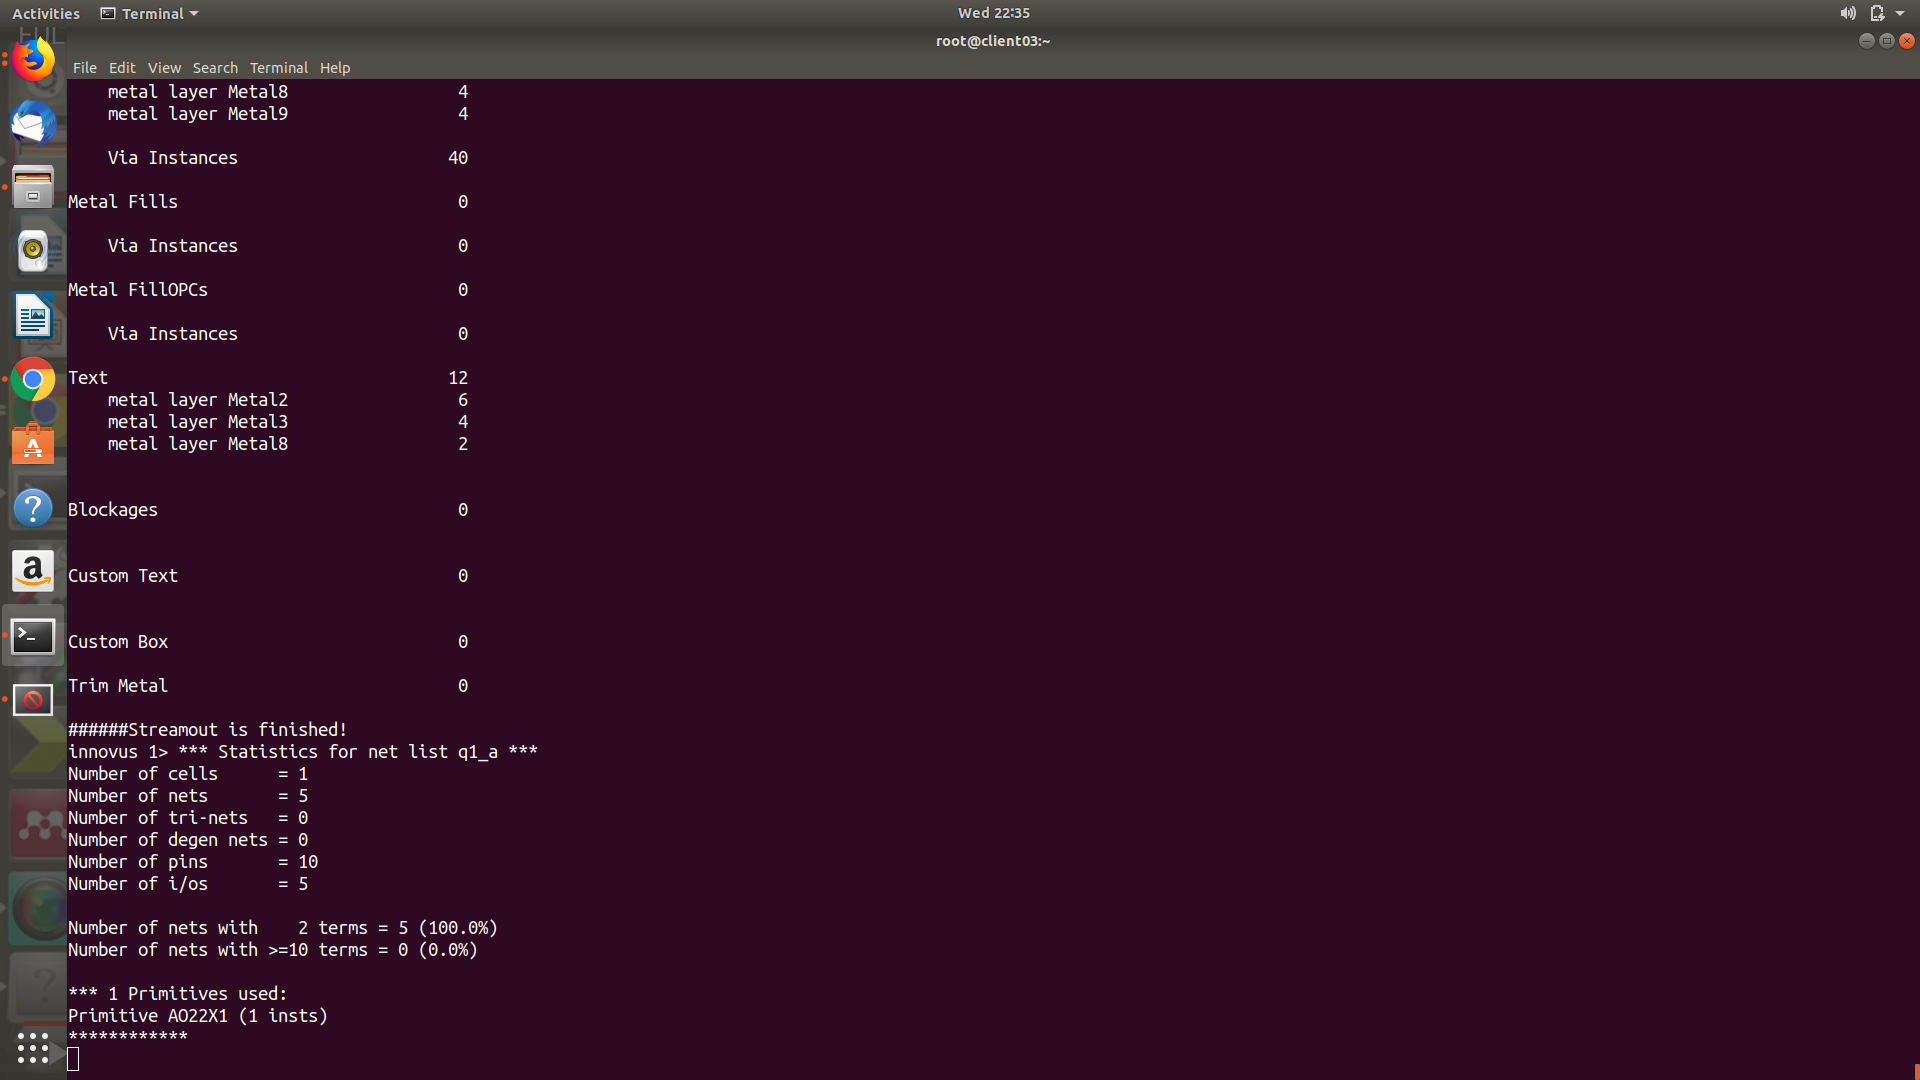 Activities Terminal Wed 22:35
root@client03:~
File Edit View Search Terminal Help
metal layer Metal8 4
metal layer Metal9 4
Via Instances 40
Metal Fills 0
Via Instances 0
Metal FillOPCs 0
Via Instances 0
Text 12
metal layer Metal2 6
metal layer Metal3 4
metal layer Metal8 2
Blockages 0
Custom Text 0
Custom Box 0
Trim Metal 0
######Streamout is finished!
innovus 1> *** Statistics for net list q1_a ***
Number of cells = 1
Number of nets = 5
Number of tri-nets = 0
Number of degen nets = 0
Number of pins = 10
Number of i/os = 5
Number of nets with 2 terms = 5 (100.0%)
Number of nets with >=10 terms = 0 (0.0%)
*** 1 Primitives used:
Primitive AO22X1 (1 insts)
************